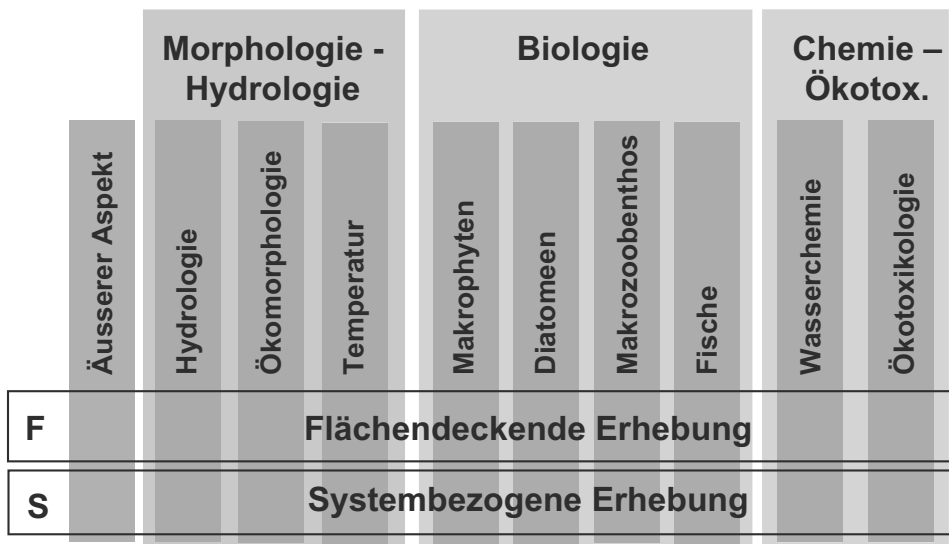 Morphologie -
Hydrologie
Biologie
Chemie –
Ökotox.
Äusserer Aspekt
Hydrologie
Ökomorphologie
Temperatur
Makrophyten
Diatomeen
Makrozoobenthos
Fische
Wasserchemie
Ökotoxikologie
F Flächendeckende Erhebung
S Systembezogene Erhebung